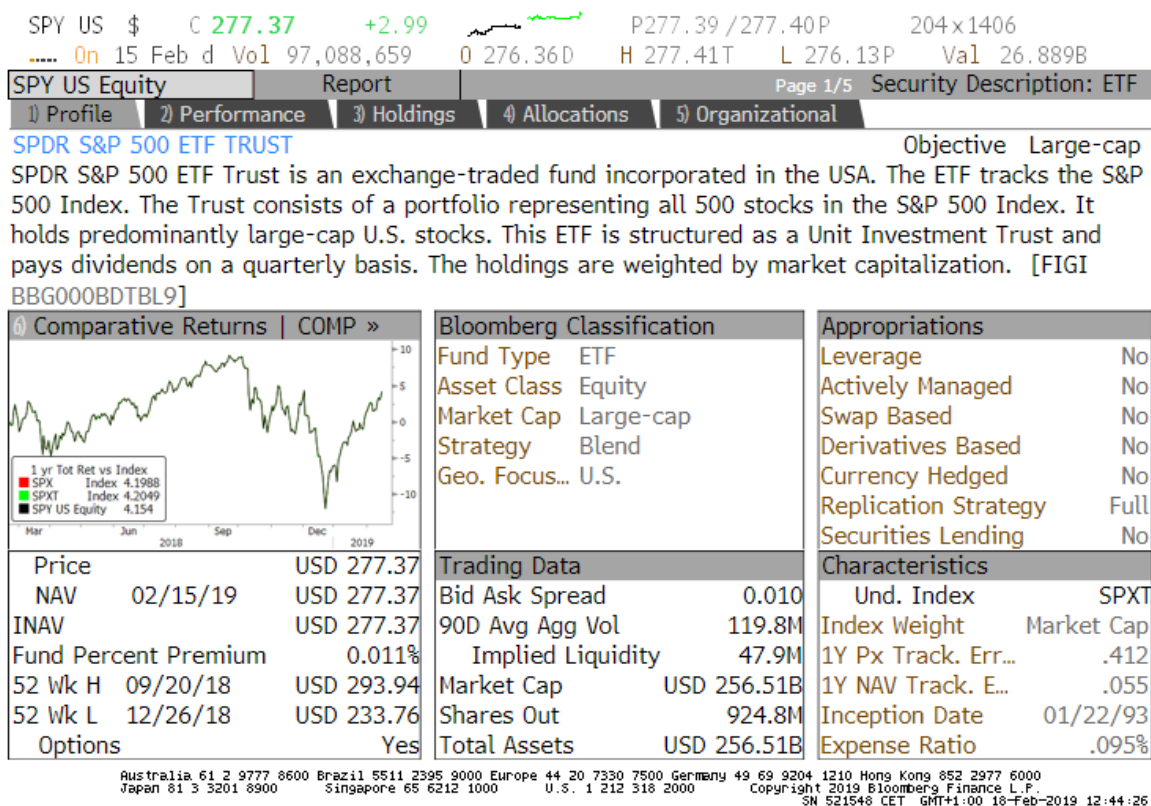 SPY US $ C 277.37 +2.99 P277.39/277.40P 204x1406
On 15 Feb d Vol 97,088,659 O 276.36D H 277.41T L 276.13P Val 26.889B
SPY US Equity Report Page 1/5 Security Description: ETF
1) Profile 2) Performance 3) Holdings 4) Allocations 5) Organizational
SPDR S&P 500 ETF TRUST Objective Large-cap
SPDR S&P 500 ETF Trust is an exchange-traded fund incorporated in the USA. The ETF tracks the S&P
500 Index. The Trust consists of a portfolio representing all 500 stocks in the S&P 500 Index. It
holds predominantly large-cap U.S. stocks. This ETF is structured as a Unit Investment Trust and
pays dividends on a quarterly basis. The holdings are weighted by market capitalization. [FIGI
BBG000BDTBL9]
6) Comparative Returns | COMP »
10
5
0
-5
-10
1 yr Tot Ret vs Index
SPX Index 4.1988
SPXT Index 4.2049
SPY US Equity 4.154
Mar Jun Sep Dec
2018 2019
Bloomberg Classification
Fund Type ETF
Asset Class Equity
Market Cap Large-cap
Strategy Blend
Geo. Focus... U.S.
Appropriations
Leverage No
Actively Managed No
Swap Based No
Derivatives Based No
Currency Hedged No
Replication Strategy Full
Securities Lending No
Price USD 277.37
NAV 02/15/19 USD 277.37
INAV USD 277.37
Fund Percent Premium 0.011%
52 Wk H 09/20/18 USD 293.94
52 Wk L 12/26/18 USD 233.76
Options Yes
Trading Data
Bid Ask Spread 0.010
90D Avg Agg Vol 119.8M
Implied Liquidity 47.9M
Market Cap USD 256.51B
Shares Out 924.8M
Total Assets USD 256.51B
Characteristics
Und. Index SPXT
Index Weight Market Cap
1Y Px Track. Err... .412
1Y NAV Track. E... .055
Inception Date 01/22/93
Expense Ratio .095%
Australia 61 2 9777 8600 Brazil 5511 2395 9000 Europe 44 20 7330 7500 Germany 49 69 9204 1210 Hong Kong 852 2977 6000
Japan 81 3 3201 8900 Singapore 65 6212 1000 U.S. 1 212 318 2000 Copyright 2019 Bloomberg Finance L.P.
SN 521548 CET GMT+1:00 18-Feb-2019 12:44:26